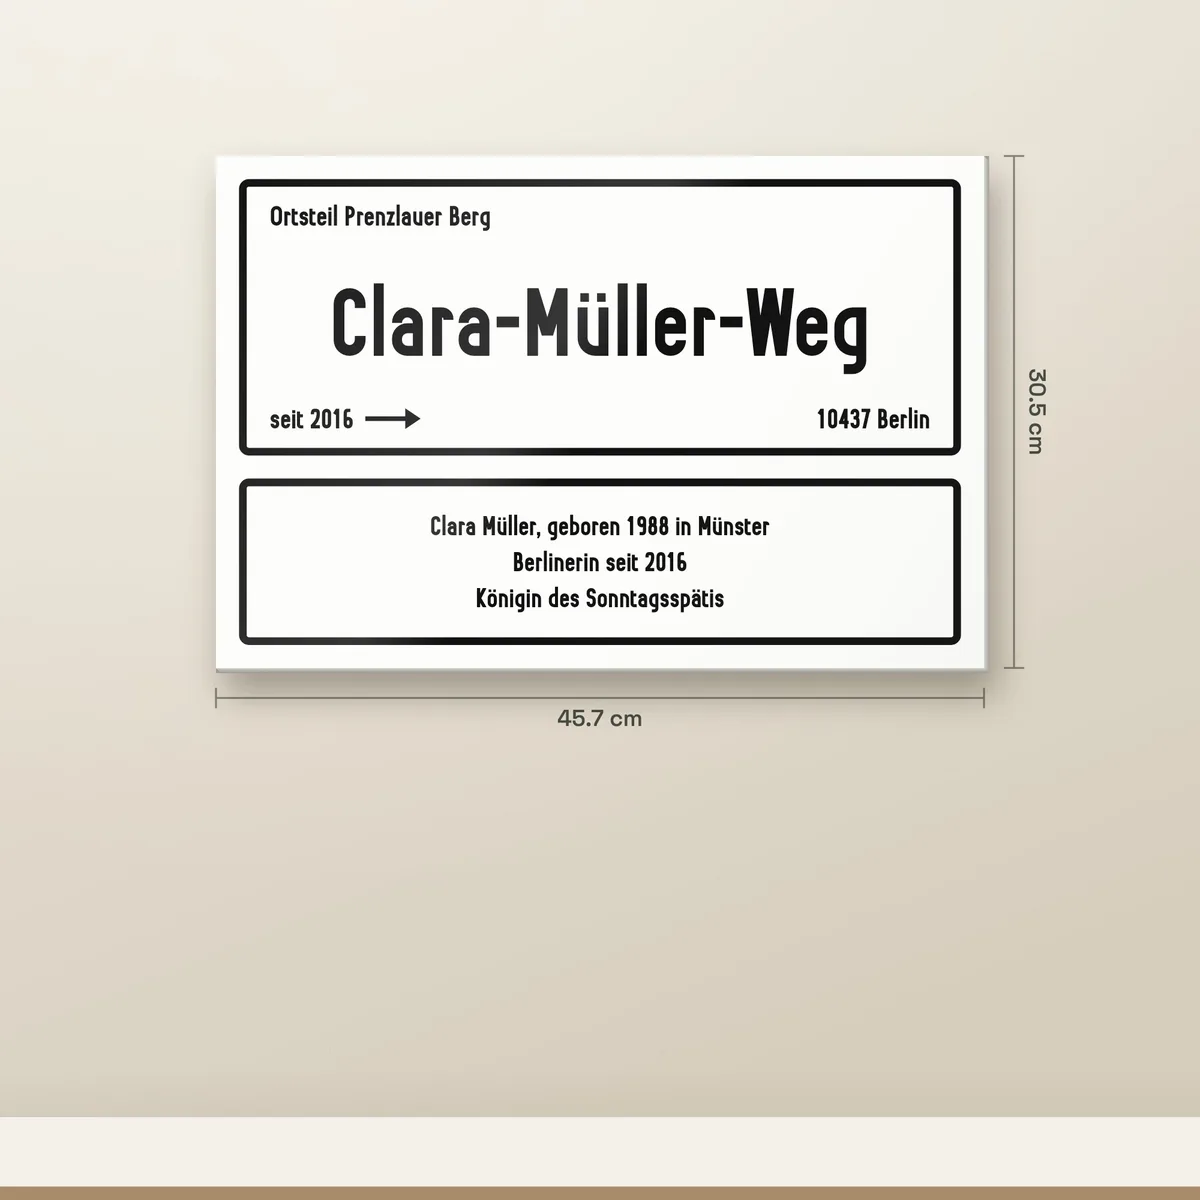 Ortsteil Prenzlauer Berg
Clara-Müller-Weg
seit 2016
10437 Berlin
Clara Müller, geboren 1988 in Münster
Berlinerin seit 2016
Königin des Sonntagsspätis
45.7 cm
30.5 cm